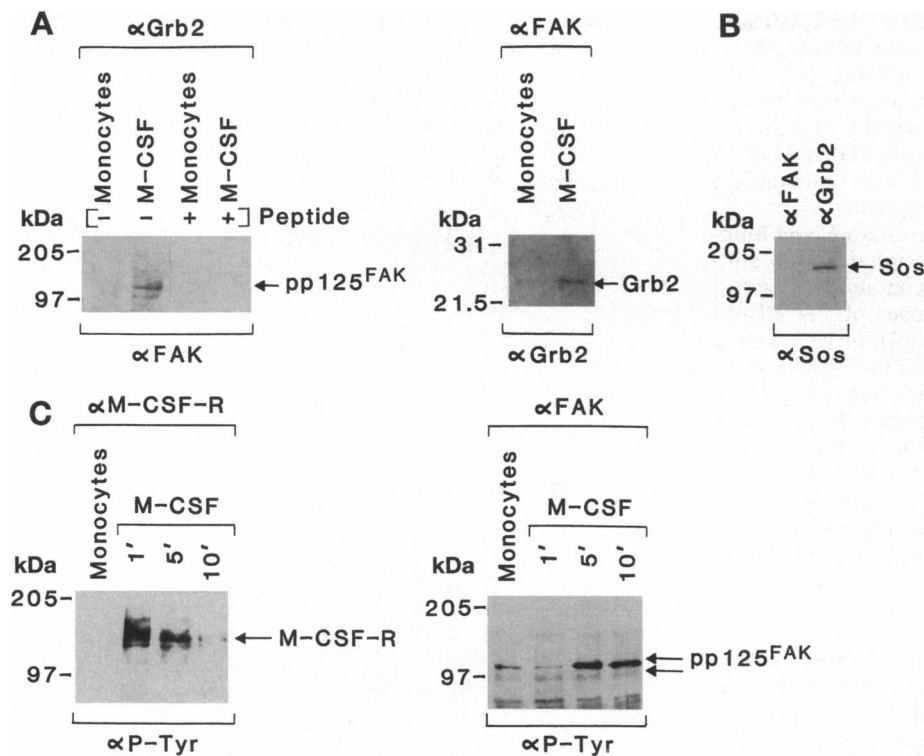 A
∝Grb2
Monocytes
M-CSF
Monocytes
M-CSF
kDa
[- - + +] Peptide
205-
97-
pp125FAK
∝FAK
∝FAK
Monocytes
M-CSF
kDa
31-
21.5-
Grb2
∝Grb2
B
∝FAK
∝Grb2
kDa
205-
97-
Sos
∝Sos
C
∝M-CSF-R
Monocytes
M-CSF
1′
5′
10′
kDa
205-
97-
M-CSF-R
∝P-Tyr
∝FAK
Monocytes
M-CSF
1′
5′
10′
kDa
205-
97-
pp125FAK
∝P-Tyr